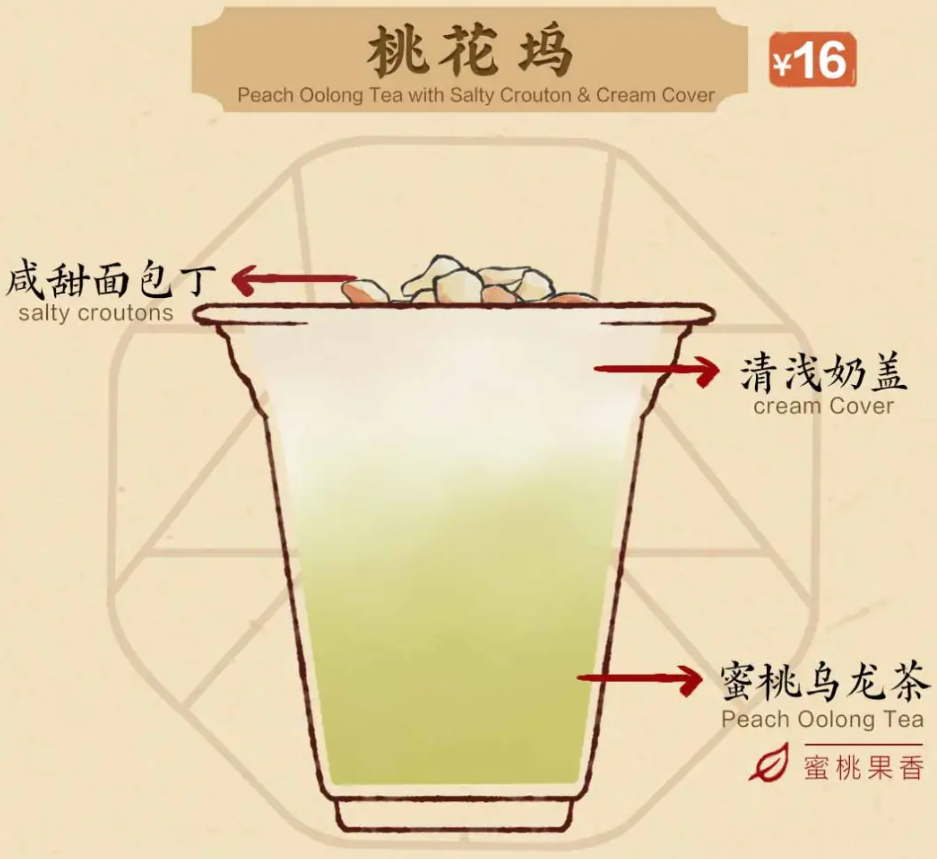 桃花坞
¥16
Peach Oolong Tea with Salty Crouton & Cream Cover
咸甜面包丁
salty croutons
清浅奶盖
cream Cover
蜜桃乌龙茶
Peach Oolong Tea
蜜桃果香